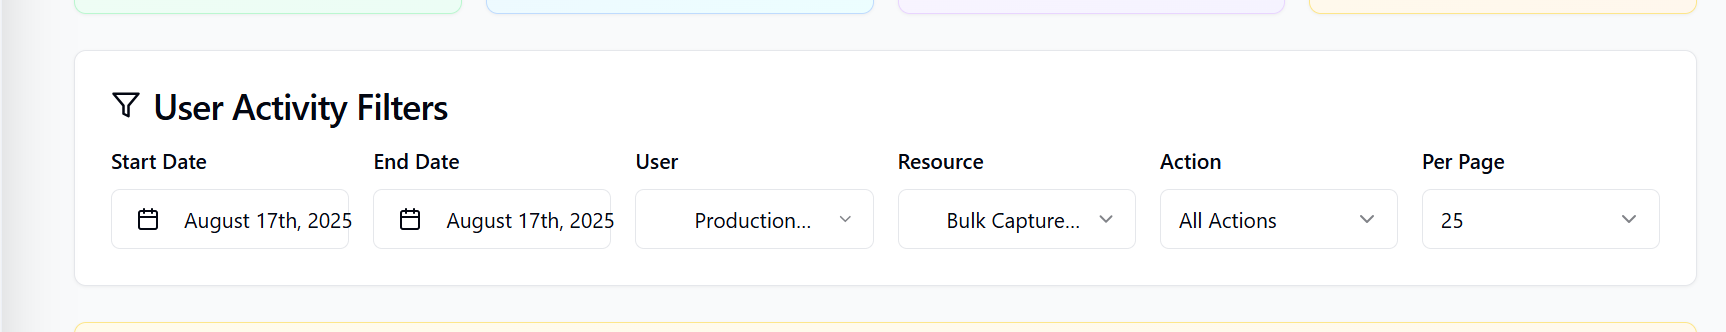 User Activity Filters
Start Date End Date User Resource Action Per Page
August 17th, 2025 August 17th, 2025 Production... Bulk Capture... All Actions 25